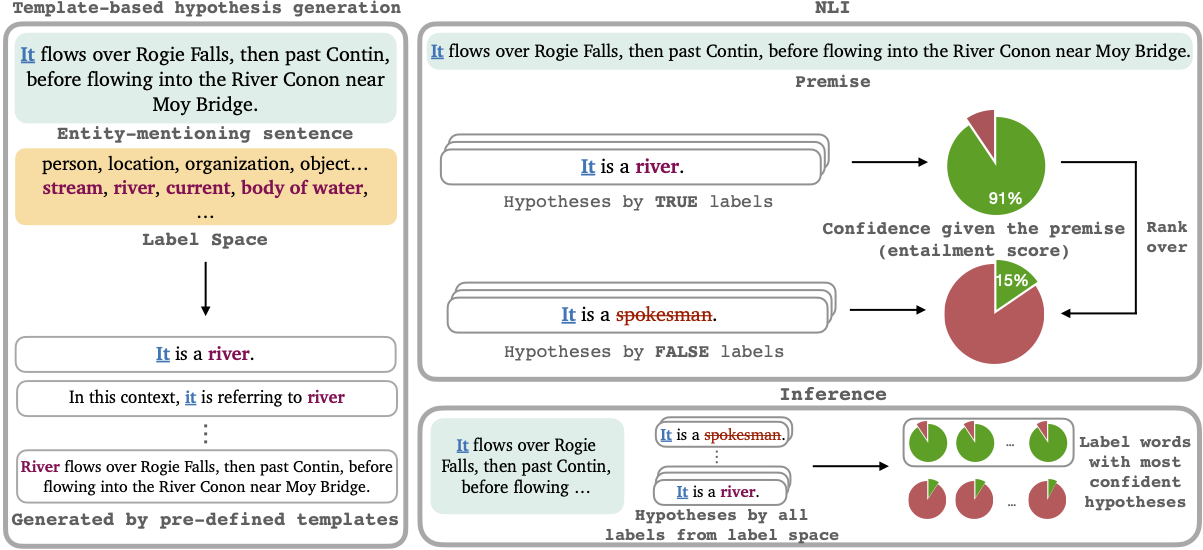 Template-based hypothesis generation
It flows over Rogie Falls, then past Contin,
before flowing into the River Conon near
Moy Bridge.
Entity-mentioning sentence
person, location, organization, object...
stream, river, current, body of water,
...
Label Space
It is a river.
In this context, it is referring to river
⋮
River flows over Rogie Falls, then past Contin, before
flowing into the River Conon near Moy Bridge.
Generated by pre-defined templates
NLI
It flows over Rogie Falls, then past Contin, before flowing into the River Conon near Moy Bridge.
Premise
It is a river.
Hypotheses by TRUE labels
91%
Confidence given the premise
(entailment score)
Rank
over
15%
It is a spokesman.
Hypotheses by FALSE labels
Inference
It flows over Rogie
Falls, then past Contin,
before flowing ...
It is a spokesman.
⋮
It is a river.
Hypotheses by all
labels from label space
...
...
Label words
with most
confident
hypotheses